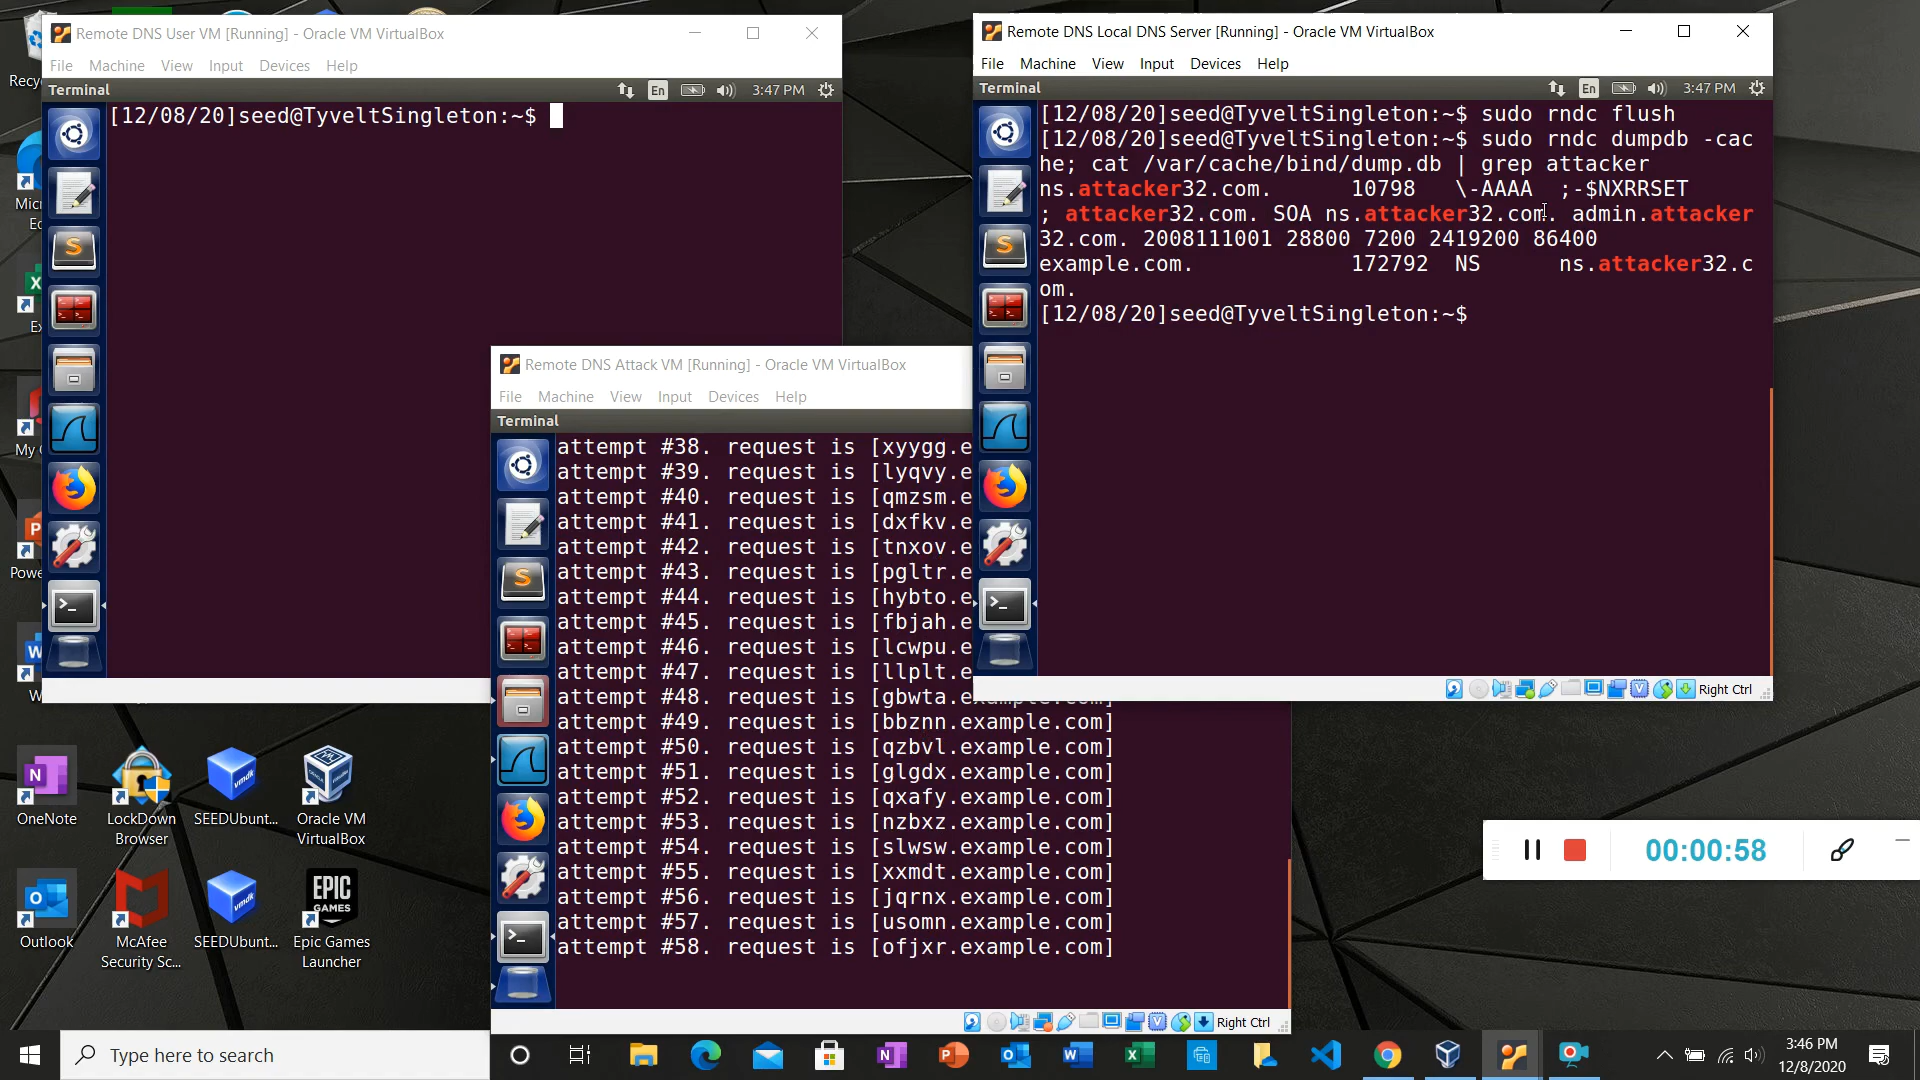 Remote DNS User VM [Running] - Oracle VM VirtualBox
File Machine View Input Devices Help
Terminal
En
3:47 PM
[12/08/20]seed@TyveltSingleton:~$
Remote DNS Local DNS Server [Running] - Oracle VM VirtualBox
File Machine View Input Devices Help
Terminal
En
3:47 PM
[12/08/20]seed@TyveltSingleton:~$ sudo rndc flush
[12/08/20]seed@TyveltSingleton:~$ sudo rndc dumpdb -cac
he; cat /var/cache/bind/dump.db | grep attacker
ns.attacker32.com. 10798 \-AAAA ;-$NXRRSET
; attacker32.com. SOA ns.attacker32.com. admin.attacker
32.com. 2008111001 28800 7200 2419200 86400
example.com. 172792 NS ns.attacker32.c
om.
[12/08/20]seed@TyveltSingleton:~$
Right Ctrl
Remote DNS Attack VM [Running] - Oracle VM VirtualBox
File Machine View Input Devices Help
Terminal
attempt #38. request is [xyygg.e
attempt #39. request is [lyqvy.e
attempt #40. request is [qmzsm.e
attempt #41. request is [dxfkv.e
attempt #42. request is [tnxov.e
attempt #43. request is [pgltr.e
attempt #44. request is [hybto.e
attempt #45. request is [fbjah.e
attempt #46. request is [lcwpu.e
attempt #47. request is [llplt.e
attempt #48. request is [gbwta.example.com]
attempt #49. request is [bbznn.example.com]
attempt #50. request is [qzbvl.example.com]
attempt #51. request is [glgdx.example.com]
attempt #52. request is [qxafy.example.com]
attempt #53. request is [nzbxz.example.com]
attempt #54. request is [slwsw.example.com]
attempt #55. request is [xxmdt.example.com]
attempt #56. request is [jqrnx.example.com]
attempt #57. request is [usomn.example.com]
attempt #58. request is [ofjxr.example.com]
Right Ctrl
Recy
Micr
Ec
Ex
My
Powe
W
OneNote
LockDown
Browser
SEEDUbunt...
Oracle VM
VirtualBox
Outlook
McAfee
Security Sc...
SEEDUbunt...
EPIC
GAMES
Epic Games
Launcher
00:00:58
Type here to search
3:46 PM
12/8/2020